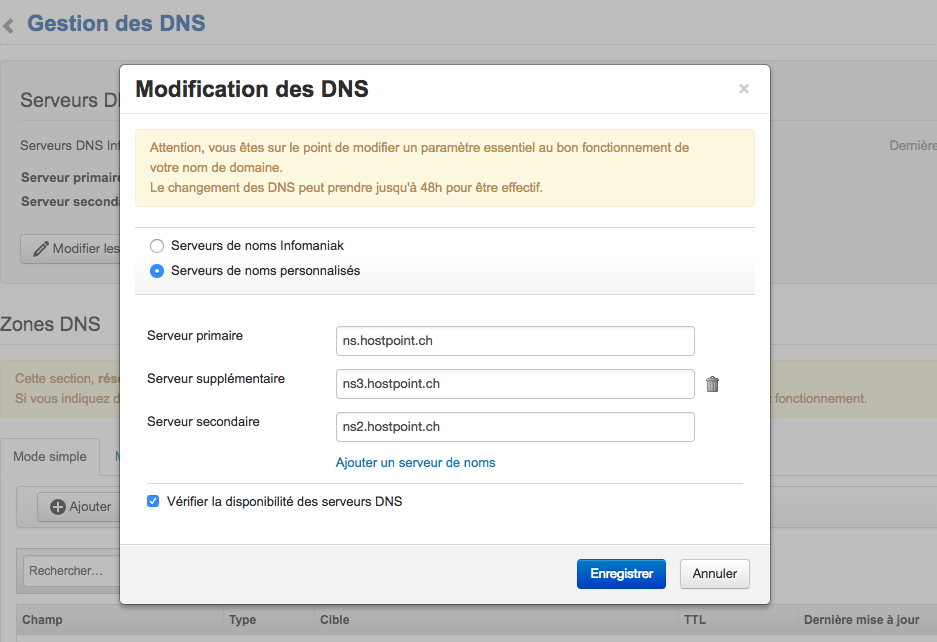 Gestion des DNS
Modification des DNS
Serveurs D
Attention, vous êtes sur le point de modifier un paramètre essentiel au bon fonctionnement de
votre nom de domaine.
Le changement des DNS peut prendre jusqu'à 48h pour être effectif.
Serveurs DNS Inf
Dernière
Serveur primaire
Serveur seconda
Modifier les
Serveurs de noms Infomaniak
Serveurs de noms personnalisés
Zones DNS
Serveur primaire
ns.hostpoint.ch
Serveur supplémentaire
ns3.hostpoint.ch
Cette section, rése
Si vous indiquez d
t fonctionnement.
Serveur secondaire
ns2.hostpoint.ch
Mode simple
M
Ajouter un serveur de noms
Vérifier la disponibilité des serveurs DNS
Ajouter
Rechercher...
Enregistrer
Annuler
Champ Type Cible TTL Dernière mise à jour